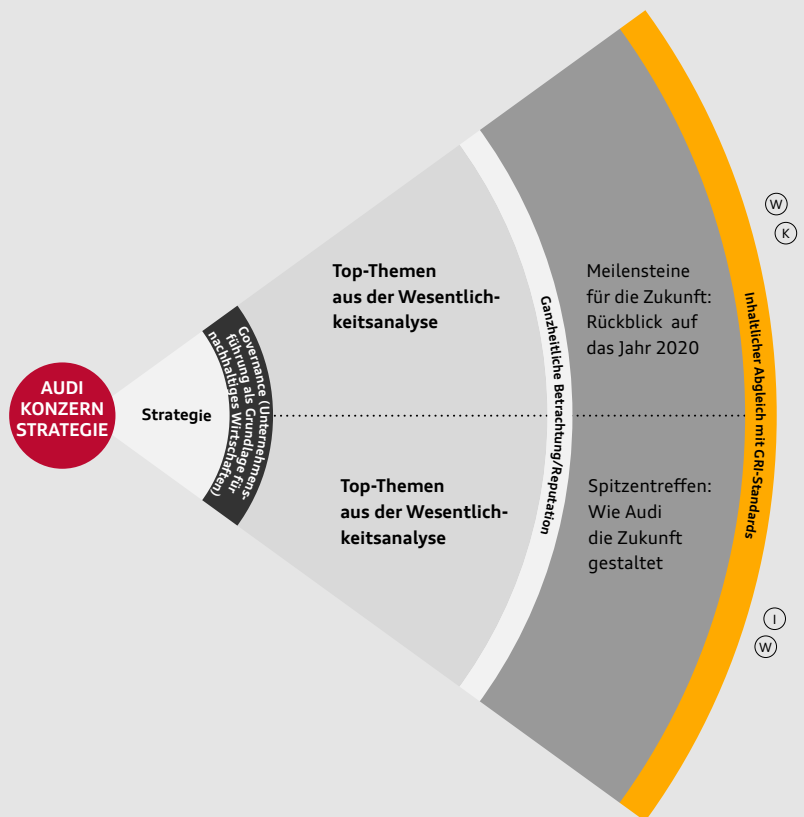 AUDI
KONZERN
STRATEGIE
Strategie
Governance (Unternehmens-
führung als Grundlage für
nachhaltiges Wirtschaften)
Top-Themen
aus der Wesentlich-
keitsanalyse
Top-Themen
aus der Wesentlich-
keitsanalyse
Ganzheitliche Betrachtung/Reputation
Meilensteine
für die Zukunft:
Rückblick auf
das Jahr 2020
Spitzentreffen:
Wie Audi
die Zukunft
gestaltet
Inhaltlicher Abgleich mit GRI-Standards
W
K
I
W